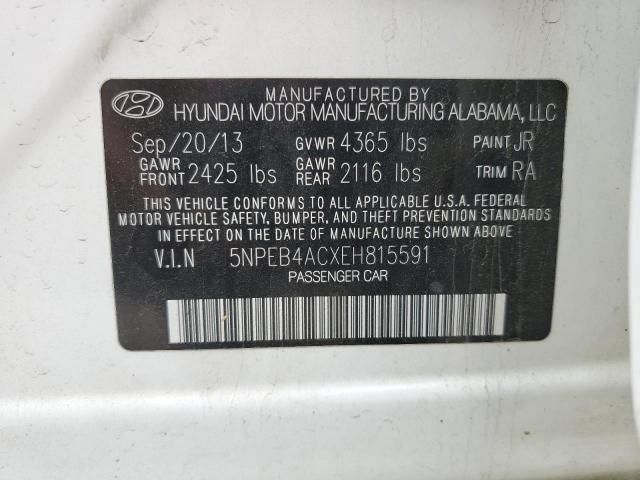 MANUFACTURED BY
HYUNDAI MOTOR MANUFACTURING ALABAMA, LLC
Sep/20/13 GVWR 4365 lbs PAINT JR
GAWR FRONT 2425 lbs GAWR REAR 2116 lbs TRIM RA
THIS VEHICLE CONFORMS TO ALL APPLICABLE U.S.A. FEDERAL
MOTOR VEHICLE SAFETY, BUMPER, AND THEFT PREVENTION STANDARDS
IN EFFECT ON THE DATE OF MANUFACTURE SHOWN ABOVE.
V.I.N 5NPEB4ACXEH815591
PASSENGER CAR